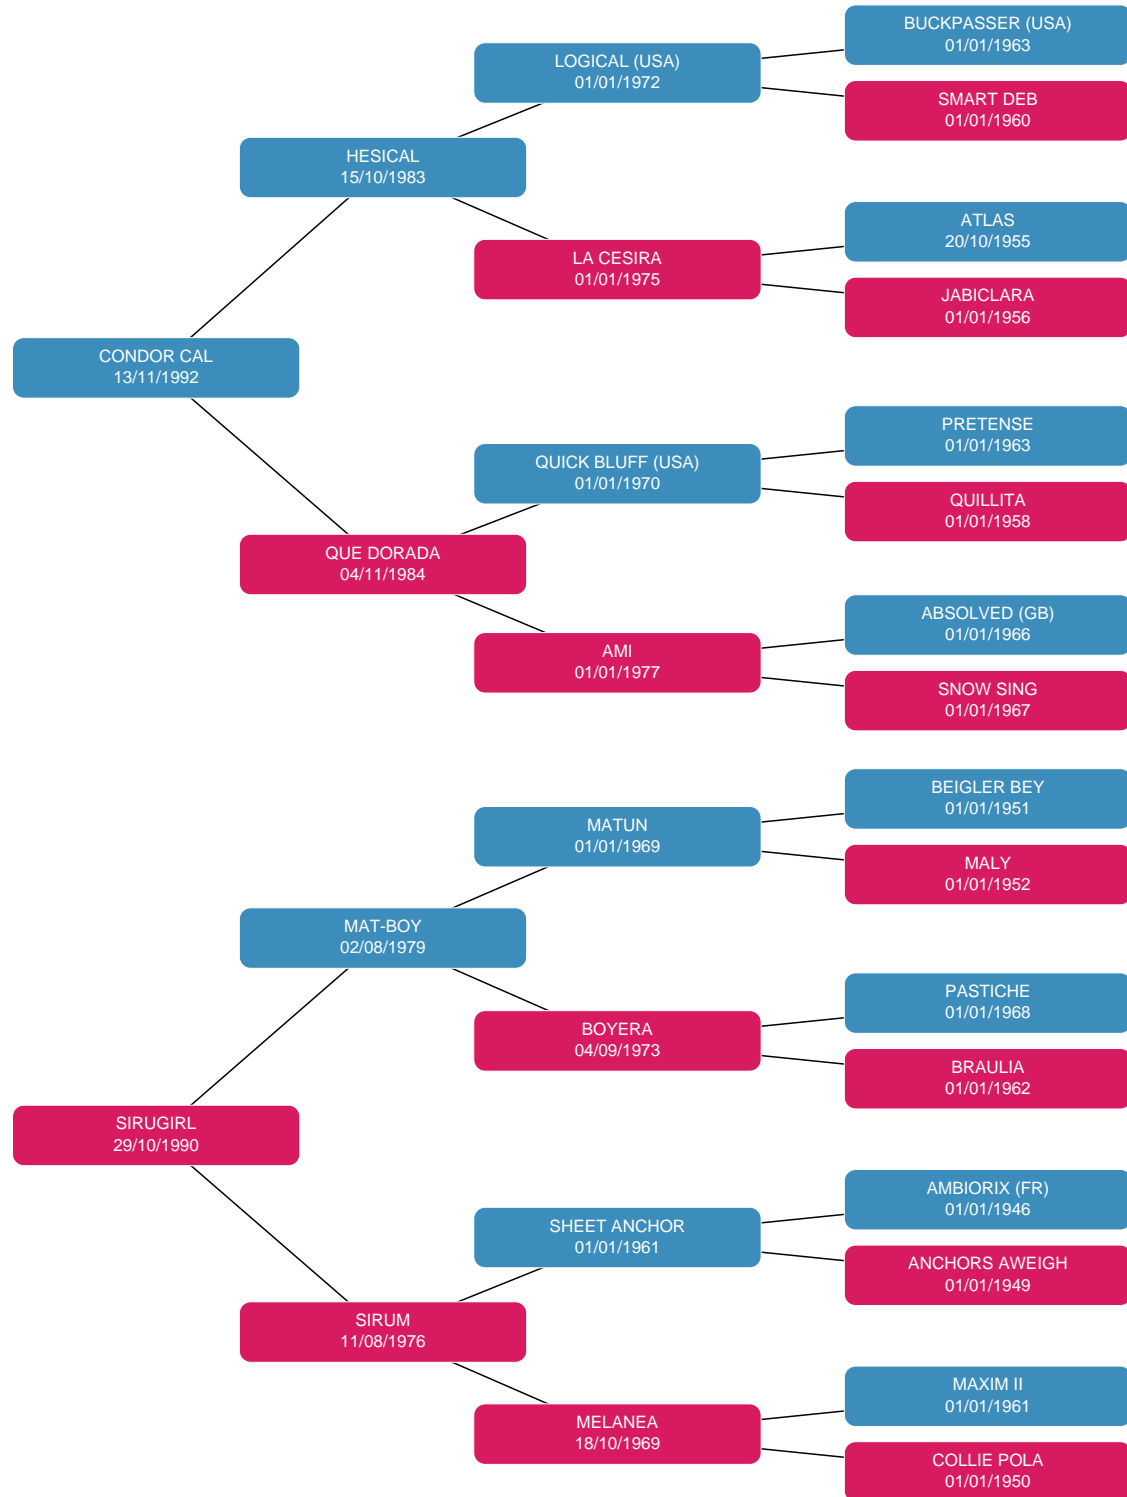 BUCKPASSER (USA)
01/01/1963
LOGICAL (USA)
01/01/1972
SMART DEB
01/01/1960
HESICAL
15/10/1983
ATLAS
20/10/1955
LA CESIRA
01/01/1975
JABICLARA
01/01/1956
CONDOR CAL
13/11/1992
PRETENSE
01/01/1963
QUICK BLUFF (USA)
01/01/1970
QUILLITA
01/01/1958
QUE DORADA
04/11/1984
ABSOLVED (GB)
01/01/1966
AMI
01/01/1977
SNOW SING
01/01/1967
BEIGLER BEY
01/01/1951
MATUN
01/01/1969
MALY
01/01/1952
MAT-BOY
02/08/1979
PASTICHE
01/01/1968
BOYERA
04/09/1973
BRAULIA
01/01/1962
SIRUGIRL
29/10/1990
AMBIORIX (FR)
01/01/1946
SHEET ANCHOR
01/01/1961
ANCHORS AWEIGH
01/01/1949
SIRUM
11/08/1976
MAXIM II
01/01/1961
MELANEA
18/10/1969
COLLIE POLA
01/01/1950